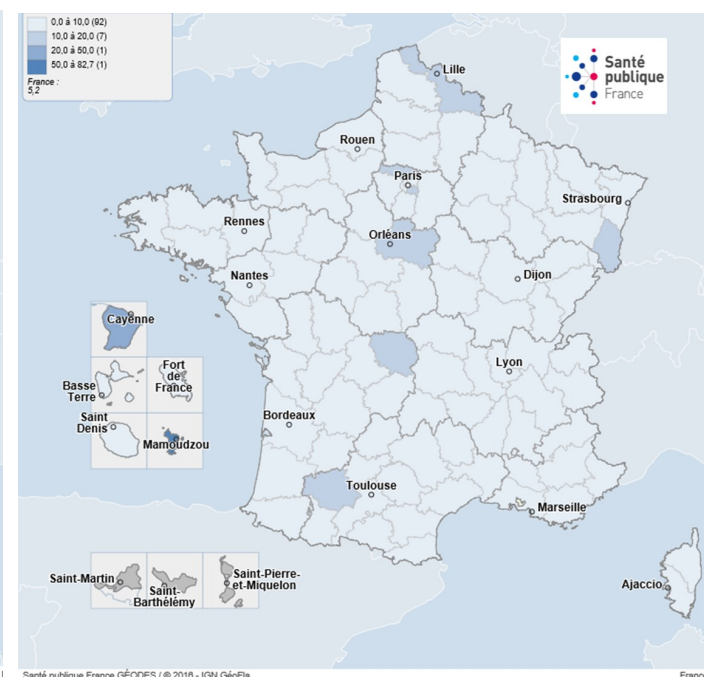 0,0 à 10,0 (92)
10,0 à 20,0 (7)
20,0 à 50,0 (1)
50,0 à 82,7 (1)
France :
5,2
Santé
publique
France
Lille
Rouen
Paris
Strasbourg
Rennes
Orléans
Nantes
Dijon
Cayenne
Lyon
Basse
Terre
Fort
de
France
Saint
Denis
Mamoudzou
Bordeaux
Toulouse
Marseille
Saint-Martin
Saint-
Barthélémy
Saint-Pierre-
et-Miquelon
Ajaccio
Santé publique France GÉODES / © 2016 - IGN GéoFla
Franc